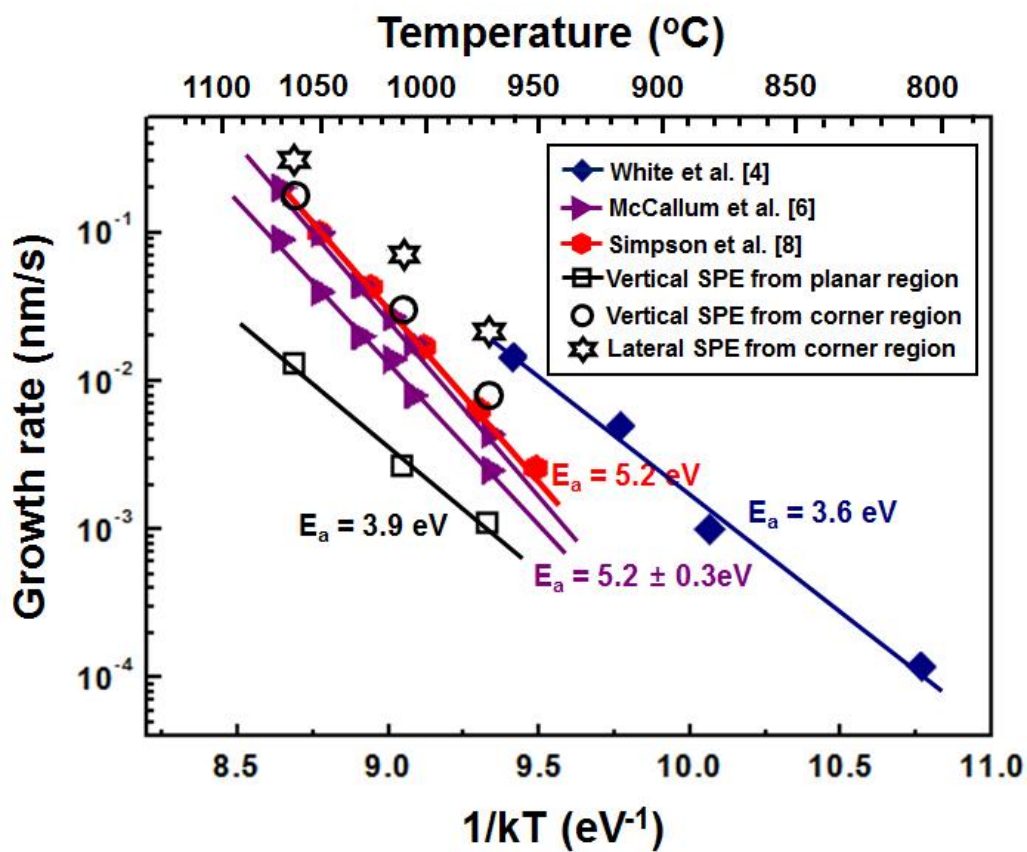 Temperature (°C)
1100 1050 1000 950 900 850 800
White et al. [4]
McCallum et al. [6]
Simpson et al. [8]
Vertical SPE from planar region
Vertical SPE from corner region
Lateral SPE from corner region
Growth rate (nm/s)
10⁻¹
10⁻²
10⁻³
10⁻⁴
Eₐ = 5.2 eV
Eₐ = 3.9 eV
Eₐ = 3.6 eV
Eₐ = 5.2 ± 0.3eV
8.5 9.0 9.5 10.0 10.5 11.0
1/kT (eV⁻¹)